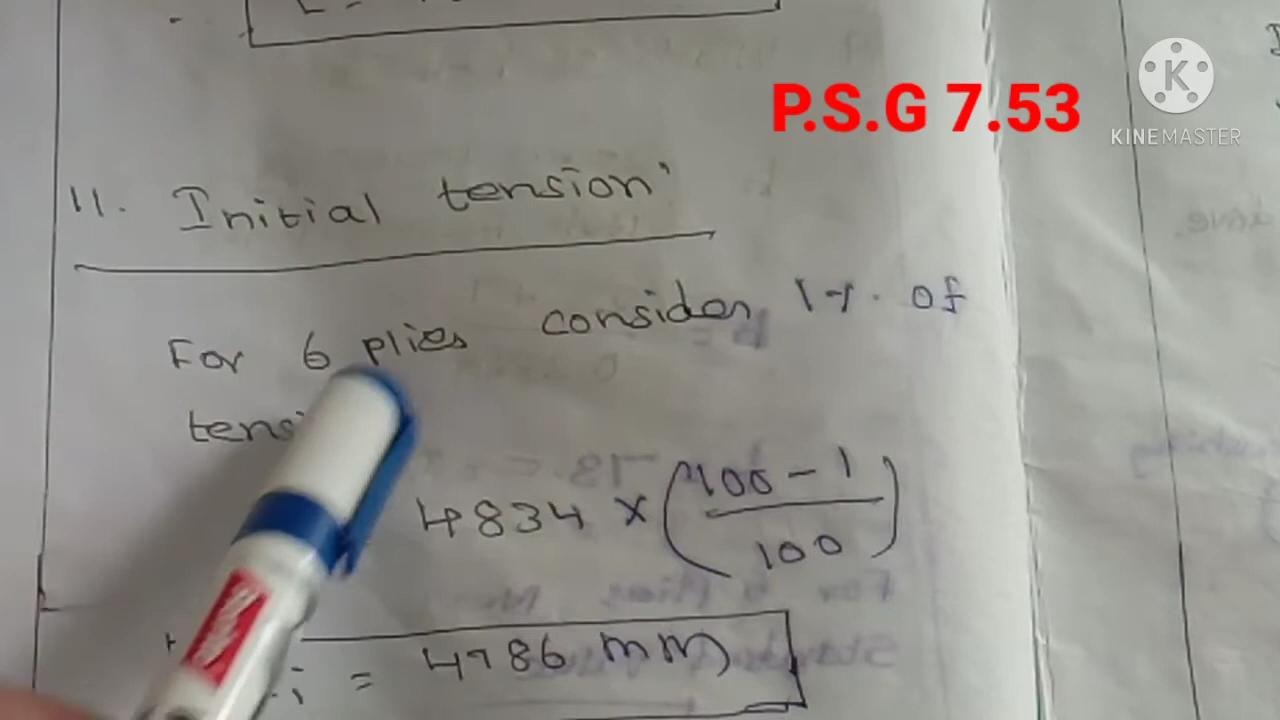 P.S.G 7.53
KINEMASTER
11. Initial tension
For 6 plies consider 1%. of
4834 × (100 - 1 / 100)
i = 4786 mm